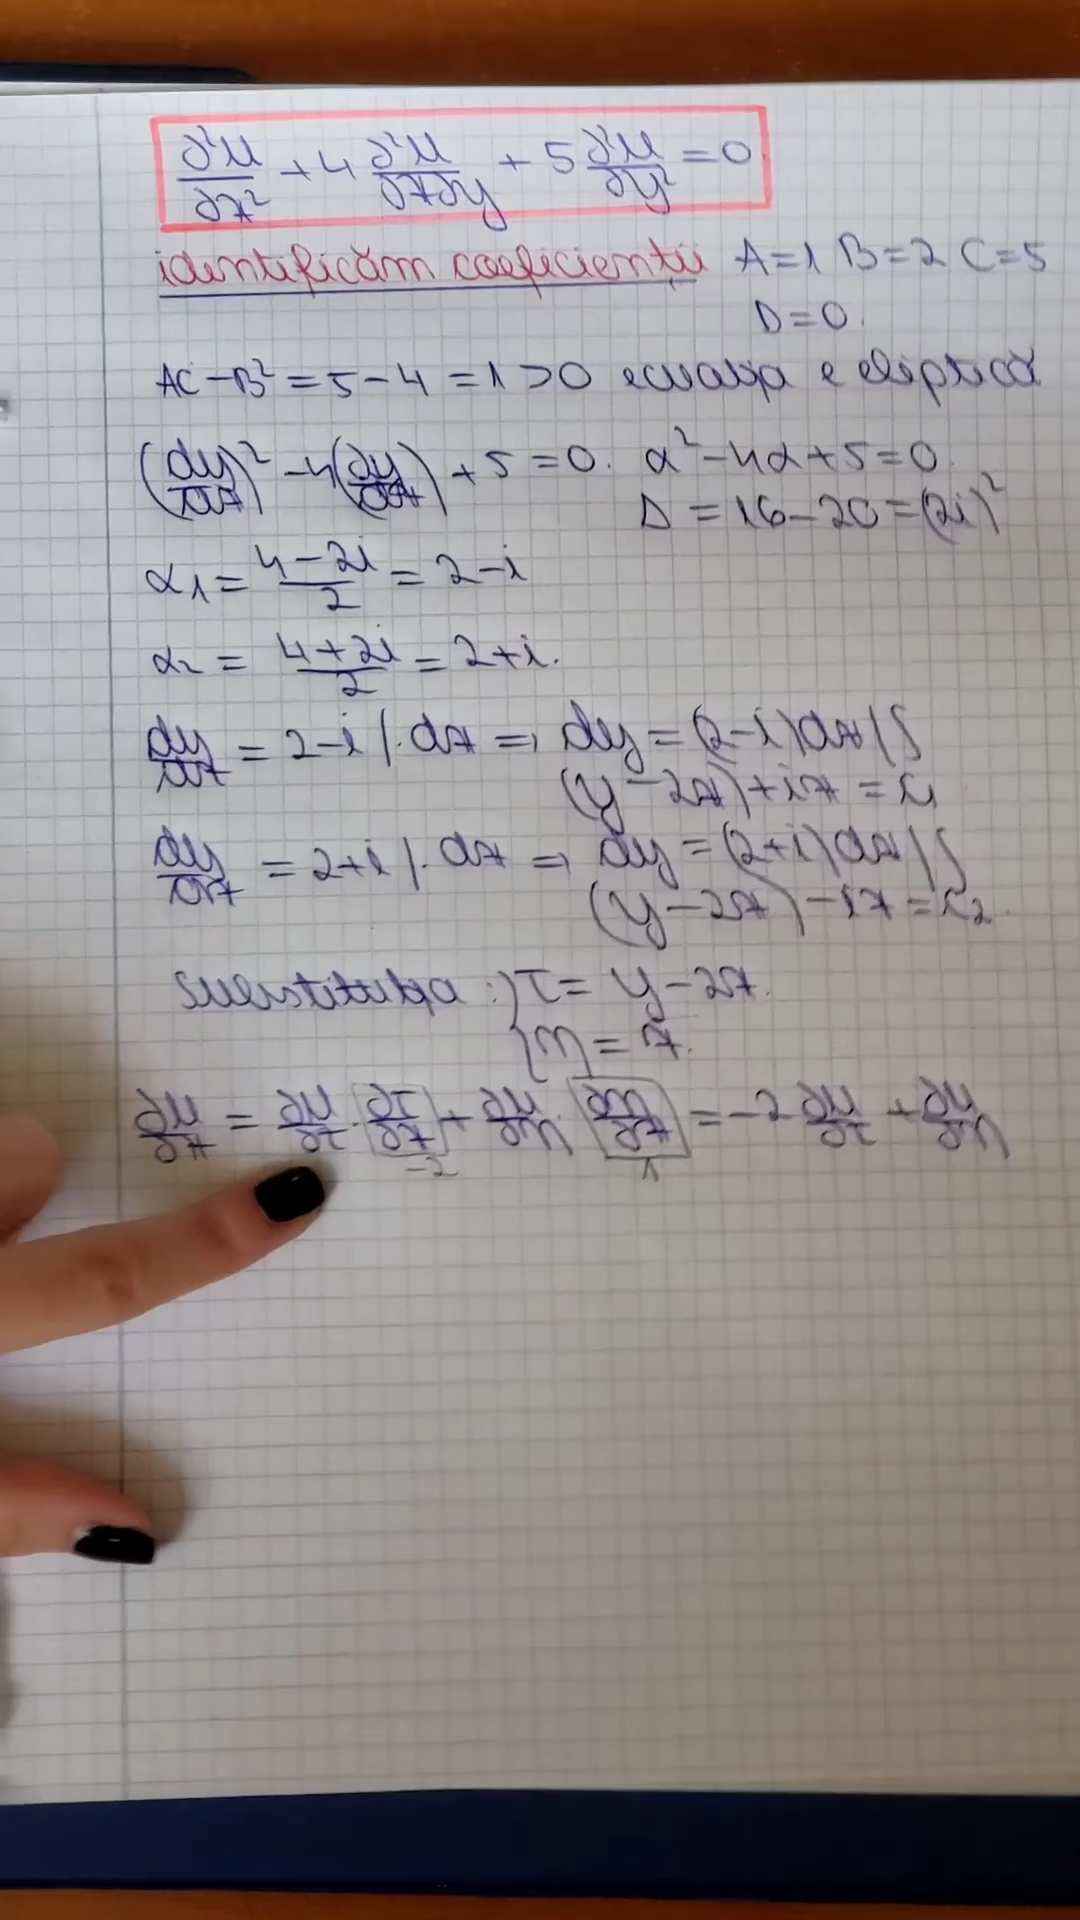 ∂²u/∂x² + 4 ∂²u/∂x∂y + 5 ∂²u/∂y² = 0
identificăm coeficienții A=1 B=2 C=5
D=0.
AC-B² = 5-4 = 1 > 0 ecuația e eliptică
(dy/dx)² - 4(dy/dx) + 5 = 0. α² - 4α + 5 = 0.
Δ = 16 - 20 = (2i)²
α₁ = (4-2i)/2 = 2-i
α₂ = (4+2i)/2 = 2+i.
dy/dx = 2-i /· dx ⇒ dy = (2-i)dx /∫
(y-2x)+ix = c₁
dy/dx = 2+i /· dx ⇒ dy = (2+i)dx /∫
(y-2x)-ix = c₂.
substituția: { τ = y-2x.
η = x.
∂u/∂x = ∂u/∂τ · ∂τ/∂x + ∂u/∂η · ∂η/∂x = -2 ∂u/∂τ + ∂u/∂η
-2 1